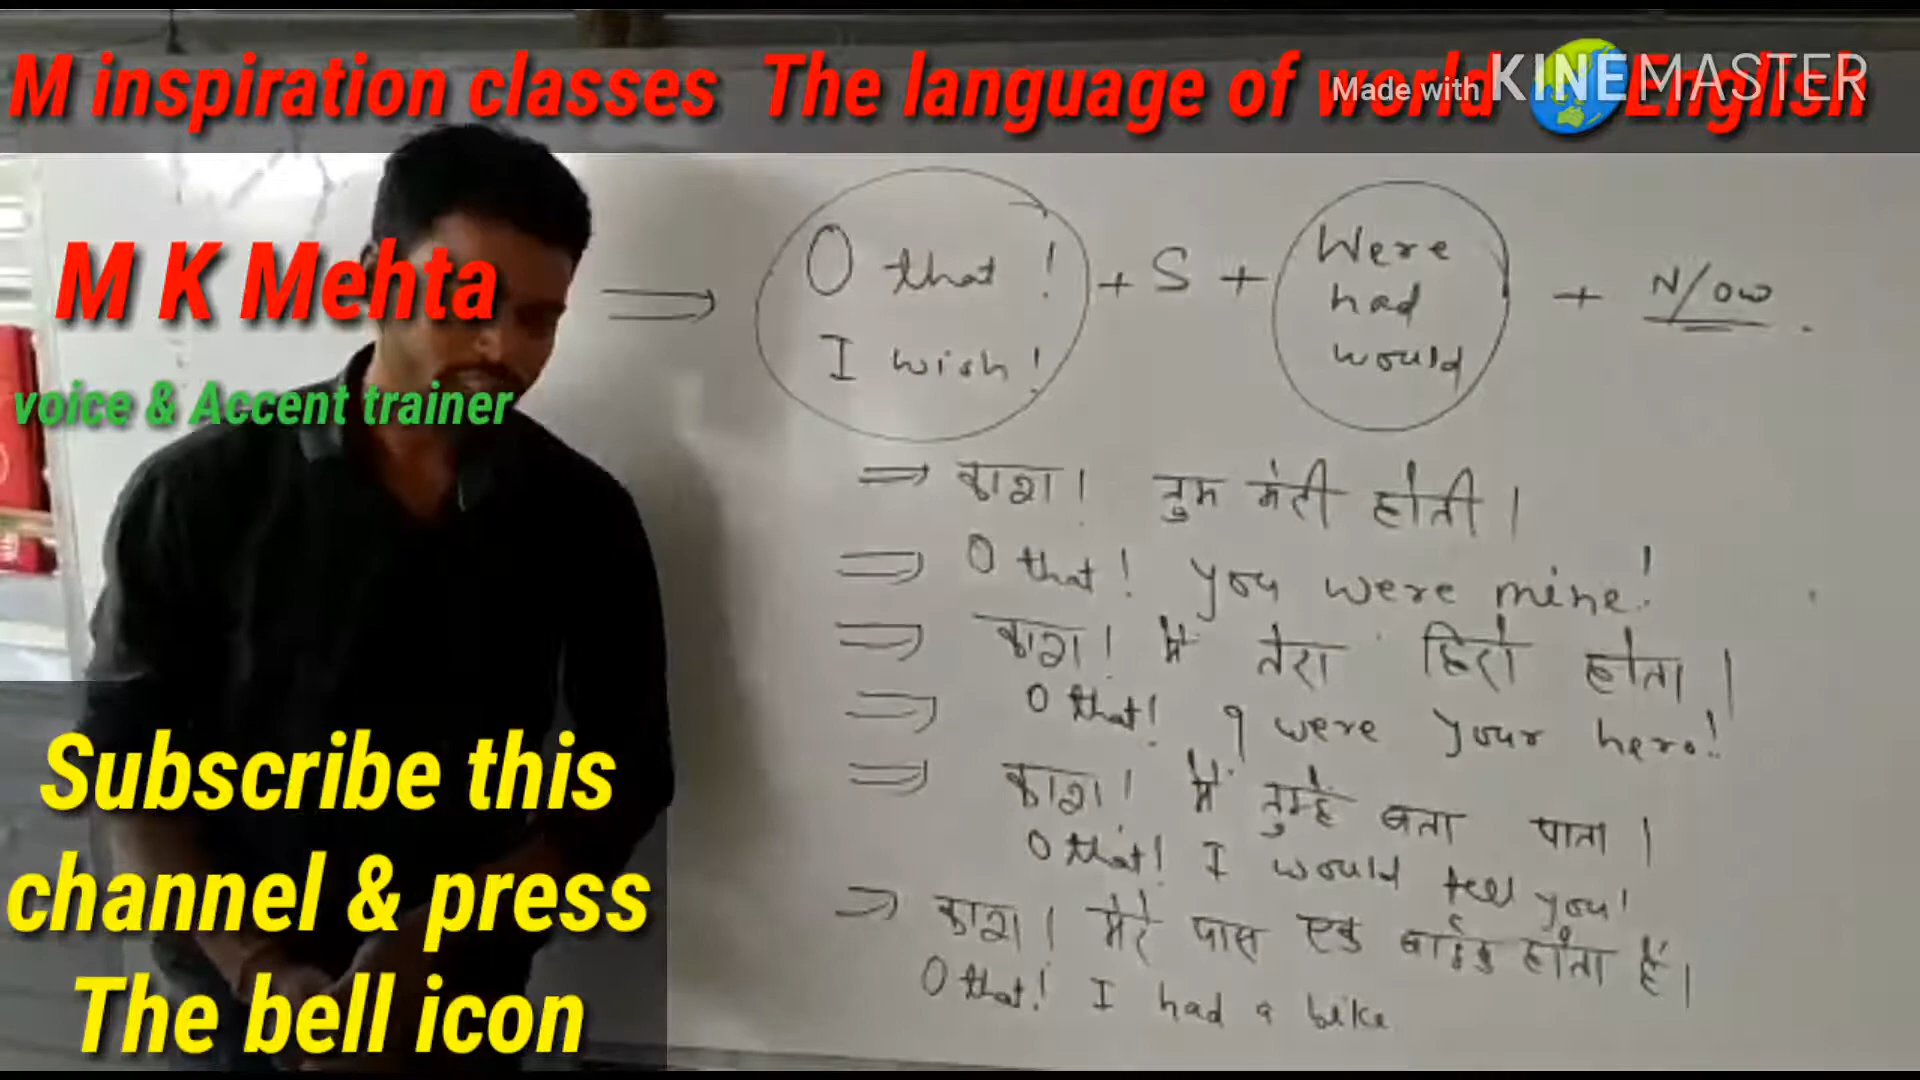 M inspiration classes The language of world English
Made with KINEMASTER
M K Mehta
voice & Accent trainer
Subscribe this
channel & press
The bell icon
O that! + S + Were + N/ow.
I wish! had
would
⇒ काश! तुम मेरी होती।
⇒ O that! you were mine!
⇒ काश! मैं तेरा हिरो होता।
⇒ O that! I were your hero!
⇒ काश! मैं तुम्हें बता पाता।
O that! I would tell you!
⇒ काश! मेरे पास एक बाईक होता है।
O that! I had a bike